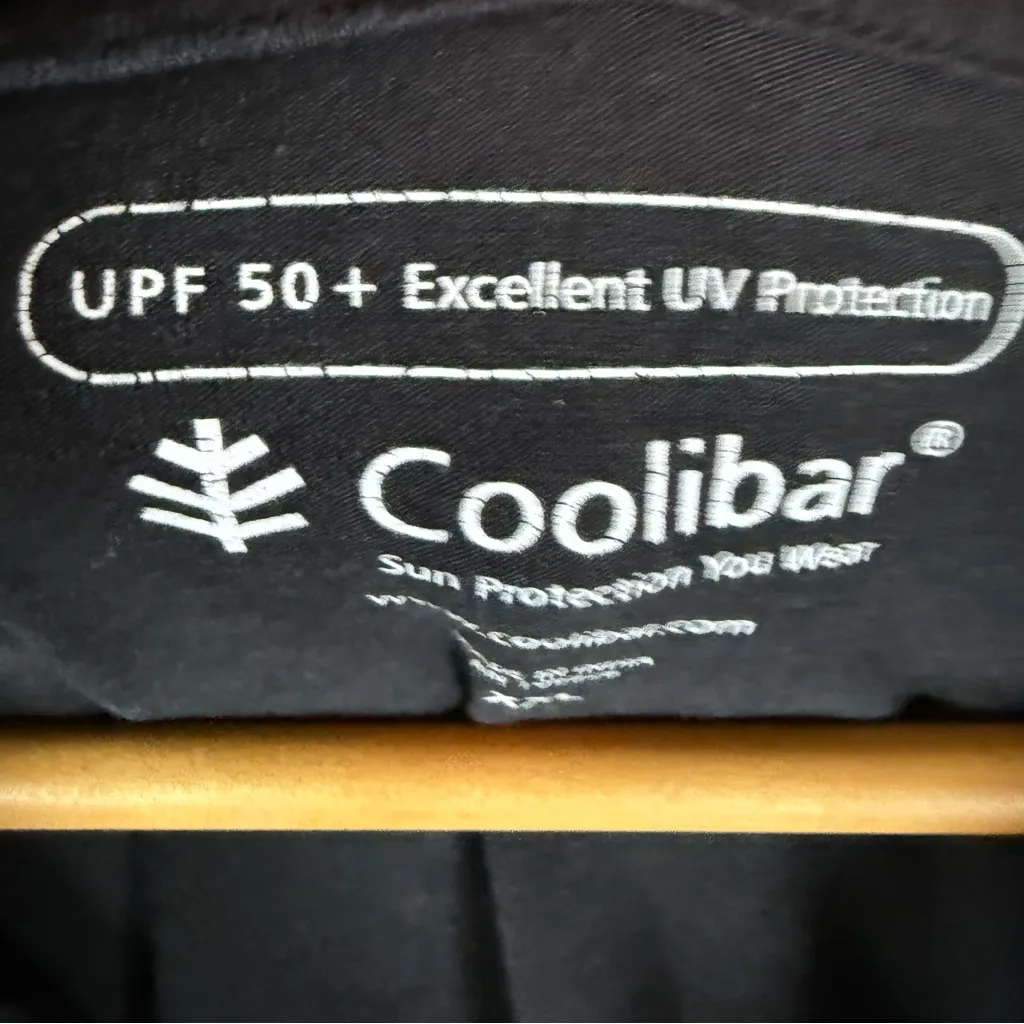 UPF 50+ Excellent UV Protection
Coolibar®
Sun Protection You Wear